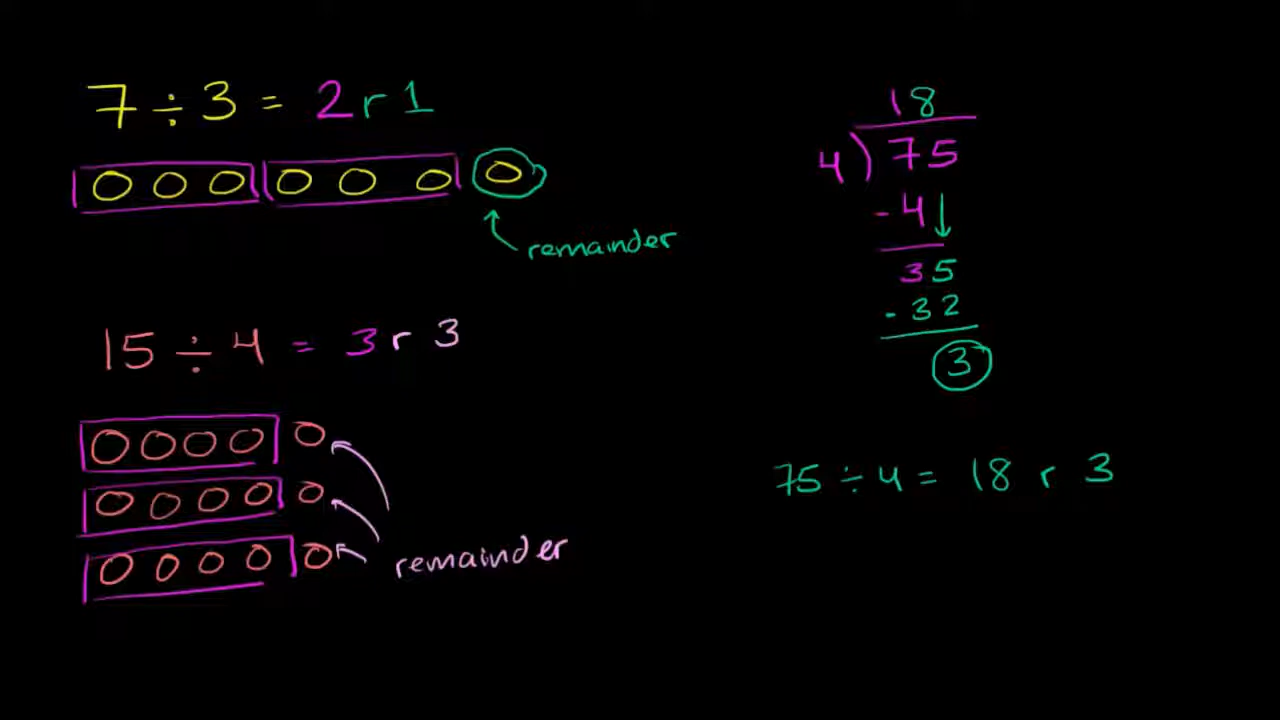 7 ÷ 3 = 2 r 1
remainder
15 ÷ 4 = 3 r 3
remainder
18
4 ) 75
- 4
35
- 32
3
75 ÷ 4 = 18 r 3